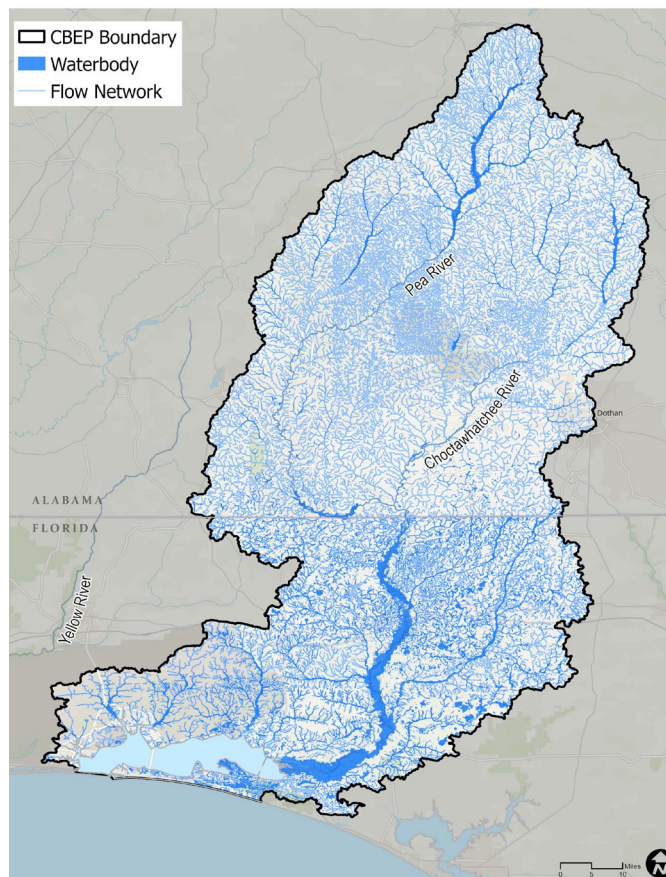 CBEP Boundary
Waterbody
Flow Network
Pea River
Choctawhatchee River
Dothan
ALABAMA
FLORIDA
Yellow River
Miles
0 5 10